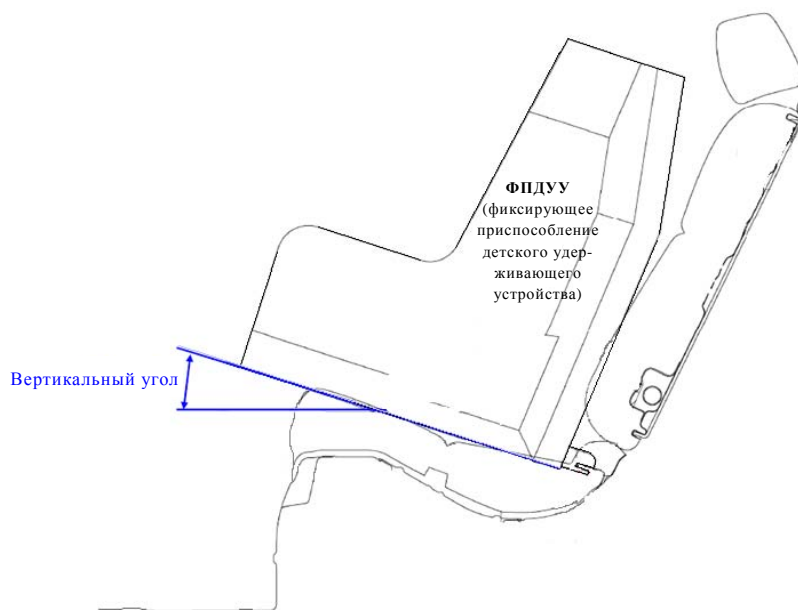 ФПДУУ
(фиксирующее
приспособление
детского удер-
живающего
устройства)
Вертикальный угол